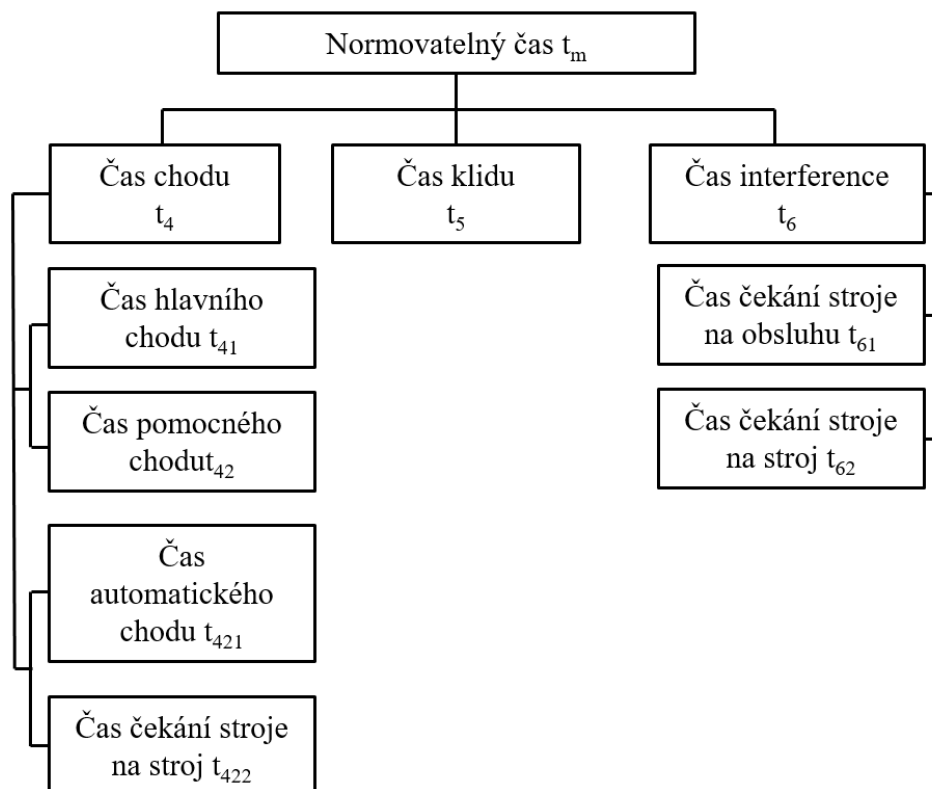 Normovatelný čas tm
Čas chodu
t4
Čas klidu
t5
Čas interference
t6
Čas hlavního
chodu t41
Čas čekání stroje
na obsluhu t61
Čas pomocného
chodut42
Čas čekání stroje
na stroj t62
Čas
automatického
chodu t421
Čas čekání stroje
na stroj t422